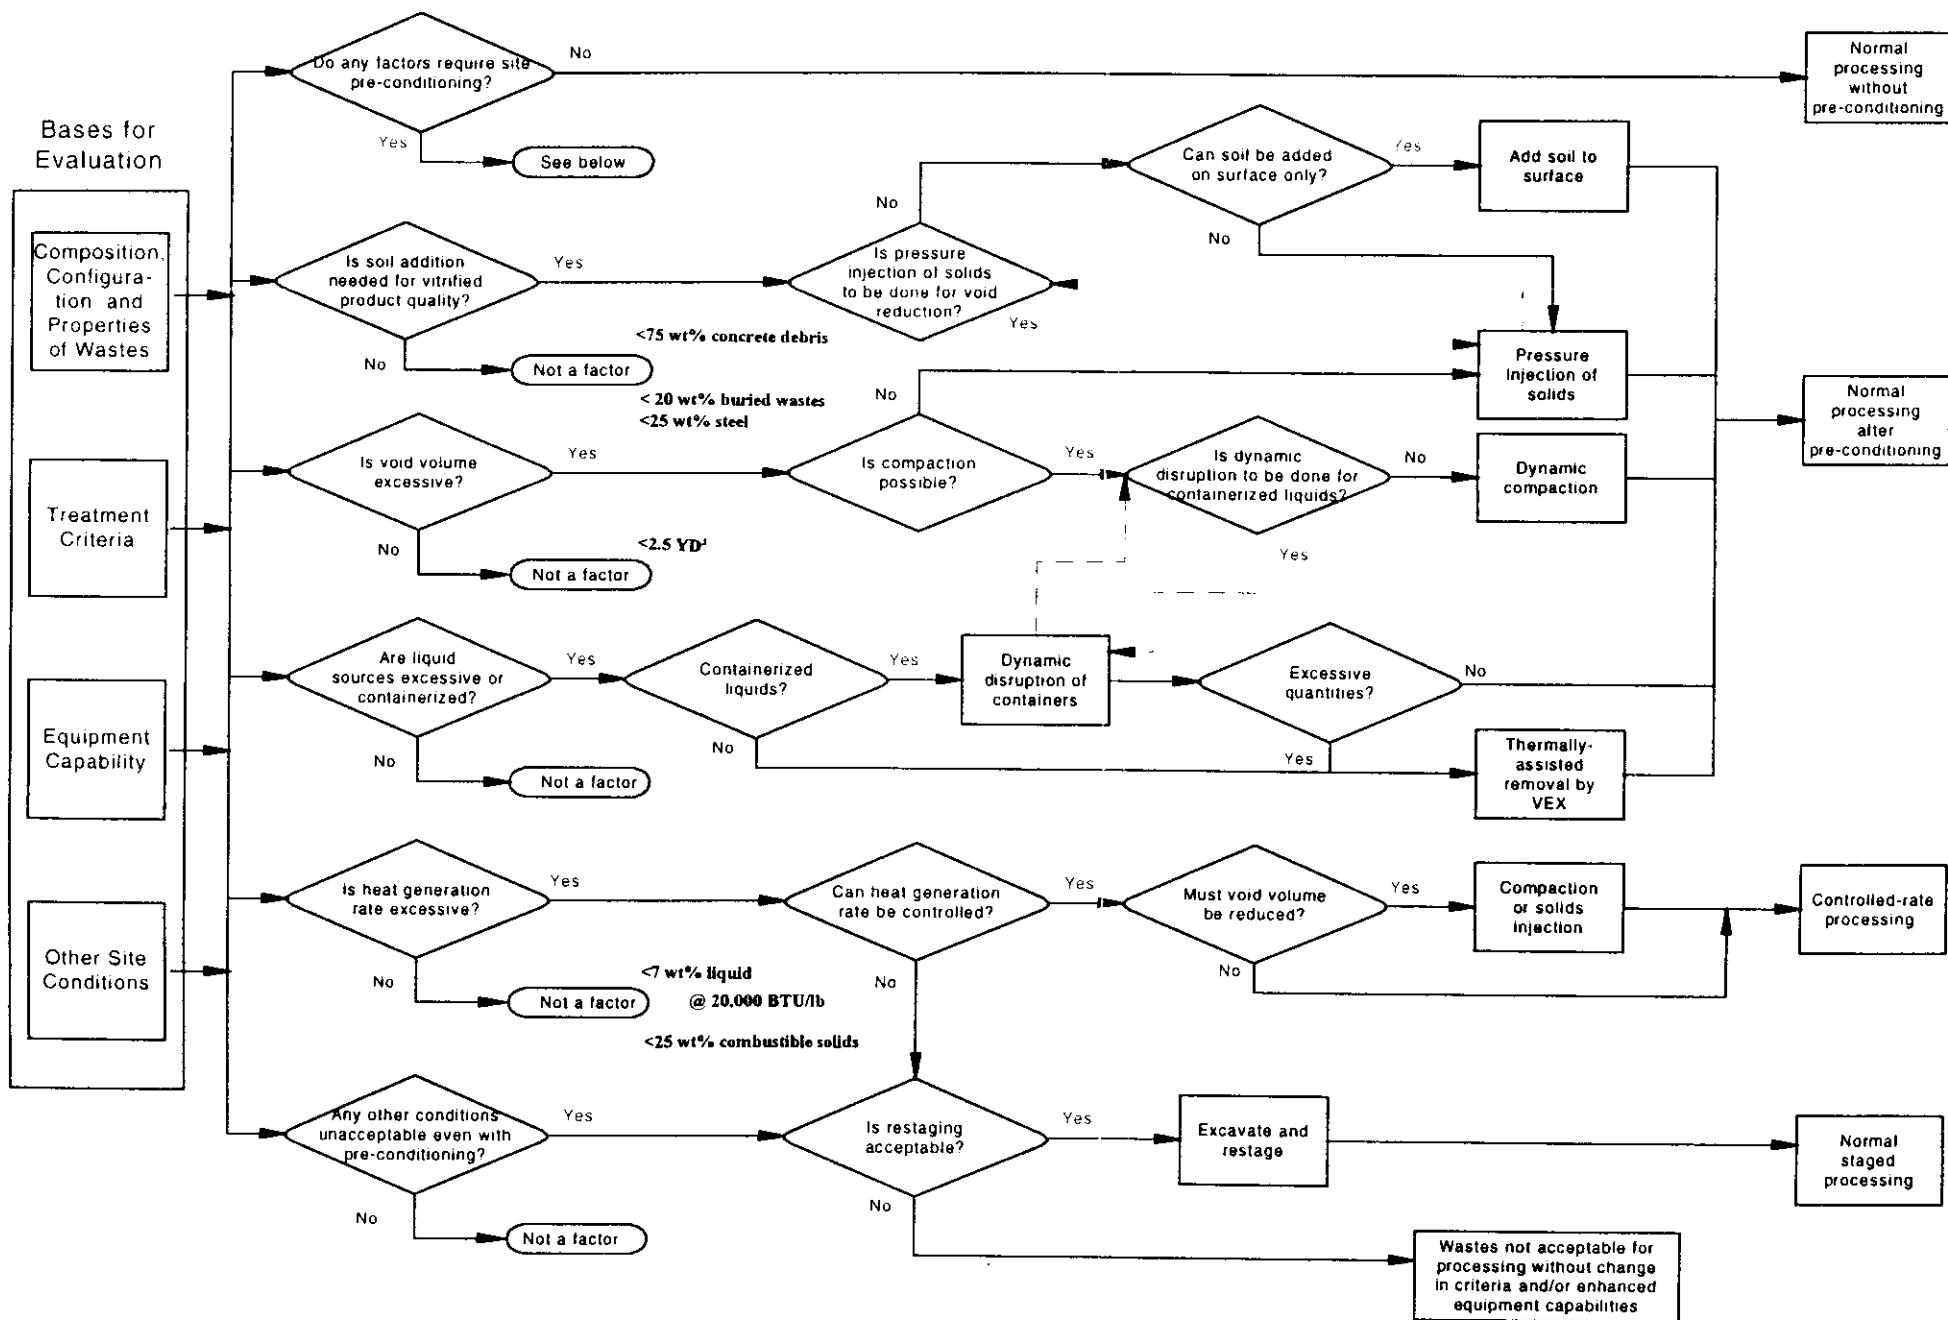 Bases for
Evaluation
Composition,
Configura-
tion and
Properties
of Wastes
Treatment
Criteria
Equipment
Capability
Other Site
Conditions
Do any factors require site
pre-conditioning?
No
Normal
processing
without
pre-conditioning
Yes
See below
Is soil addition
needed for vitrified
product quality?
Yes
No
Not a factor
<75 wt% concrete debris
Is pressure
injection of solids
to be done for void
reduction?
No
Yes
Can soil be added
on surface only?
Yes
No
Add soil to
surface
Pressure
Injection of
solids
Normal
processing
after
pre-conditioning
< 20 wt% buried wastes
<25 wt% steel
Is void volume
excessive?
Yes
No
Not a factor
<2.5 YD³
Is compaction
possible?
No
Yes
Is dynamic
disruption to be done for
containerized liquids?
No
Yes
Dynamic
compaction
Are liquid
sources excessive or
containerized?
Yes
No
Not a factor
Containerized
liquids?
Yes
No
Dynamic
disruption of
containers
Excessive
quantities?
No
Yes
Thermally-
assisted
removal by
VEX
Is heat generation
rate excessive?
Yes
No
Not a factor
<7 wt% liquid
@ 20,000 BTU/lb
<25 wt% combustible solids
Can heat generation
rate be controlled?
Yes
No
Must void volume
be reduced?
Yes
No
Compaction
or solids
injection
Controlled-rate
processing
Any other conditions
unacceptable even with
pre-conditioning?
Yes
No
Not a factor
Is restaging
acceptable?
Yes
No
Excavate and
restage
Normal
staged
processing
Wastes not acceptable for
processing without change
in criteria and/or enhanced
equipment capabilities